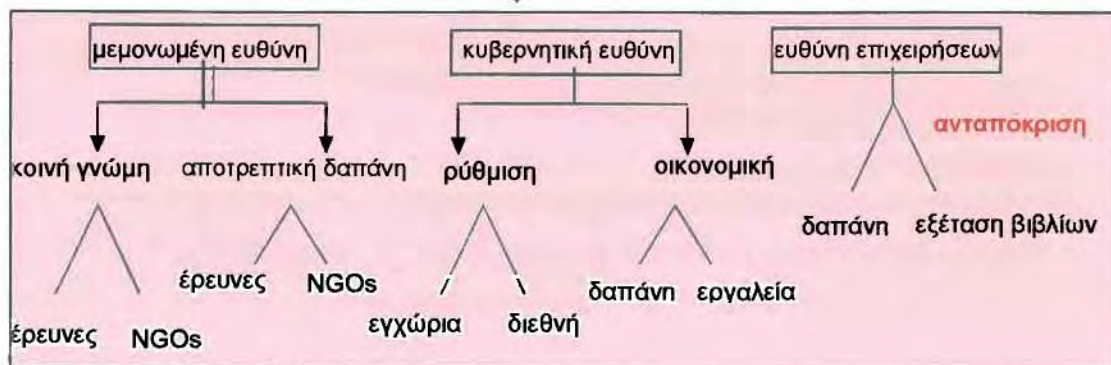 μεμονωμένη ευθύνη κυβερνητική ευθύνη ευθύνη επιχειρήσεων
ανταποκριση
κοινή γνώμη αποτρεπτική δαπάνη ρύθμιση οικονομική
δαπάνη εξέταση βιβλίων
έρευνες NGOs δαπάνη εργαλεία
έρευνες NGOs εγχώρια διεθνή